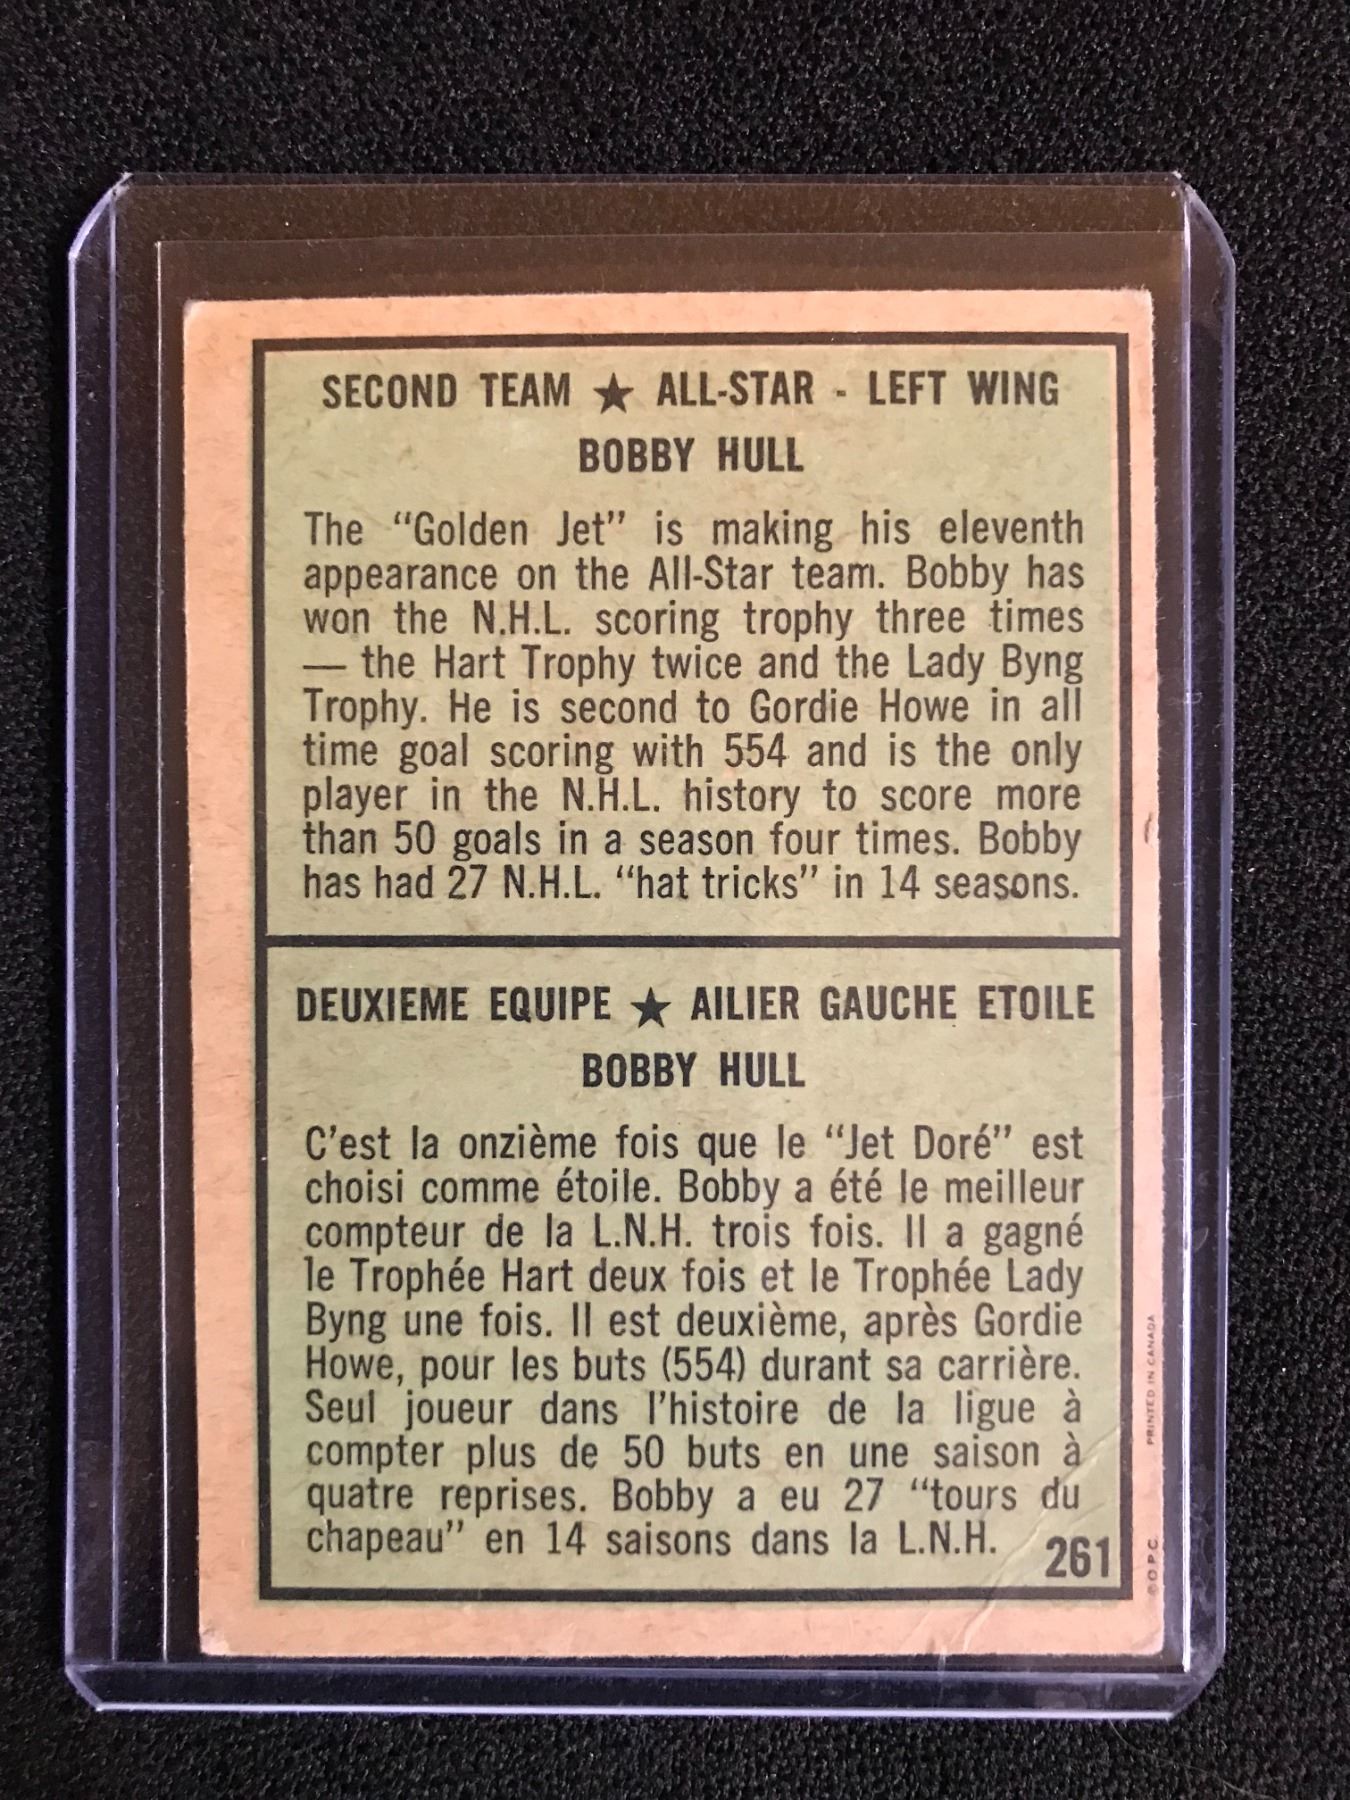 SECOND TEAM ★ ALL-STAR - LEFT WING
BOBBY HULL
The “Golden Jet” is making his eleventh
appearance on the All-Star team. Bobby has
won the N.H.L. scoring trophy three times
— the Hart Trophy twice and the Lady Byng
Trophy. He is second to Gordie Howe in all
time goal scoring with 554 and is the only
player in the N.H.L. history to score more
than 50 goals in a season four times. Bobby
has had 27 N.H.L. “hat tricks” in 14 seasons.
DEUXIEME EQUIPE ★ AILIER GAUCHE ETOILE
BOBBY HULL
C’est la onzième fois que le “Jet Doré” est
choisi comme étoile. Bobby a été le meilleur
compteur de la L.N.H. trois fois. Il a gagné
le Trophée Hart deux fois et le Trophée Lady
Byng une fois. Il est deuxième, après Gordie
Howe, pour les buts (554) durant sa carrière.
Seul joueur dans l’histoire de la ligue à
compter plus de 50 buts en une saison à
quatre reprises. Bobby a eu 27 “tours du
chapeau” en 14 saisons dans la L.N.H.
261
©O.P.C.
PRINTED IN CANADA